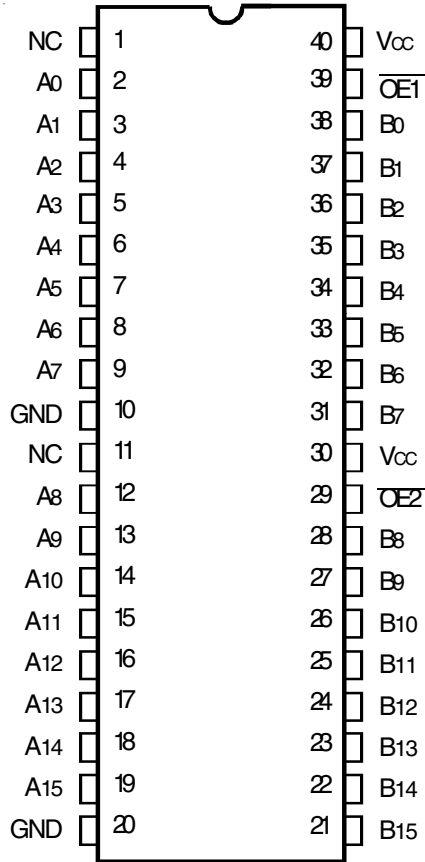 NC 1 40 VCC
A0 2 39 OE1
A1 3 38 B0
A2 4 37 B1
A3 5 36 B2
A4 6 35 B3
A5 7 34 B4
A6 8 33 B5
A7 9 32 B6
GND 10 31 B7
NC 11 30 VCC
A8 12 29 OE2
A9 13 28 B8
A10 14 27 B9
A11 15 26 B10
A12 16 25 B11
A13 17 24 B12
A14 18 23 B13
A15 19 22 B14
GND 20 21 B15